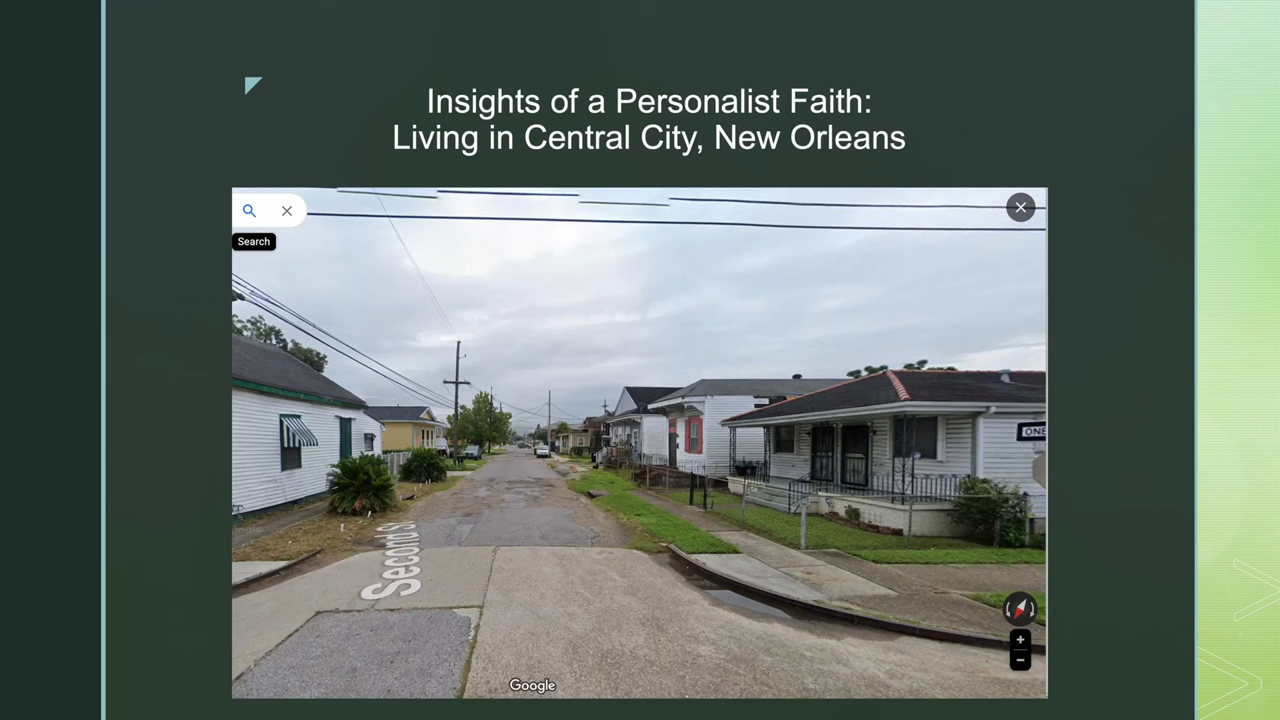 Insights of a Personalist Faith:
Living in Central City, New Orleans
Search
ONE
Second St
Google